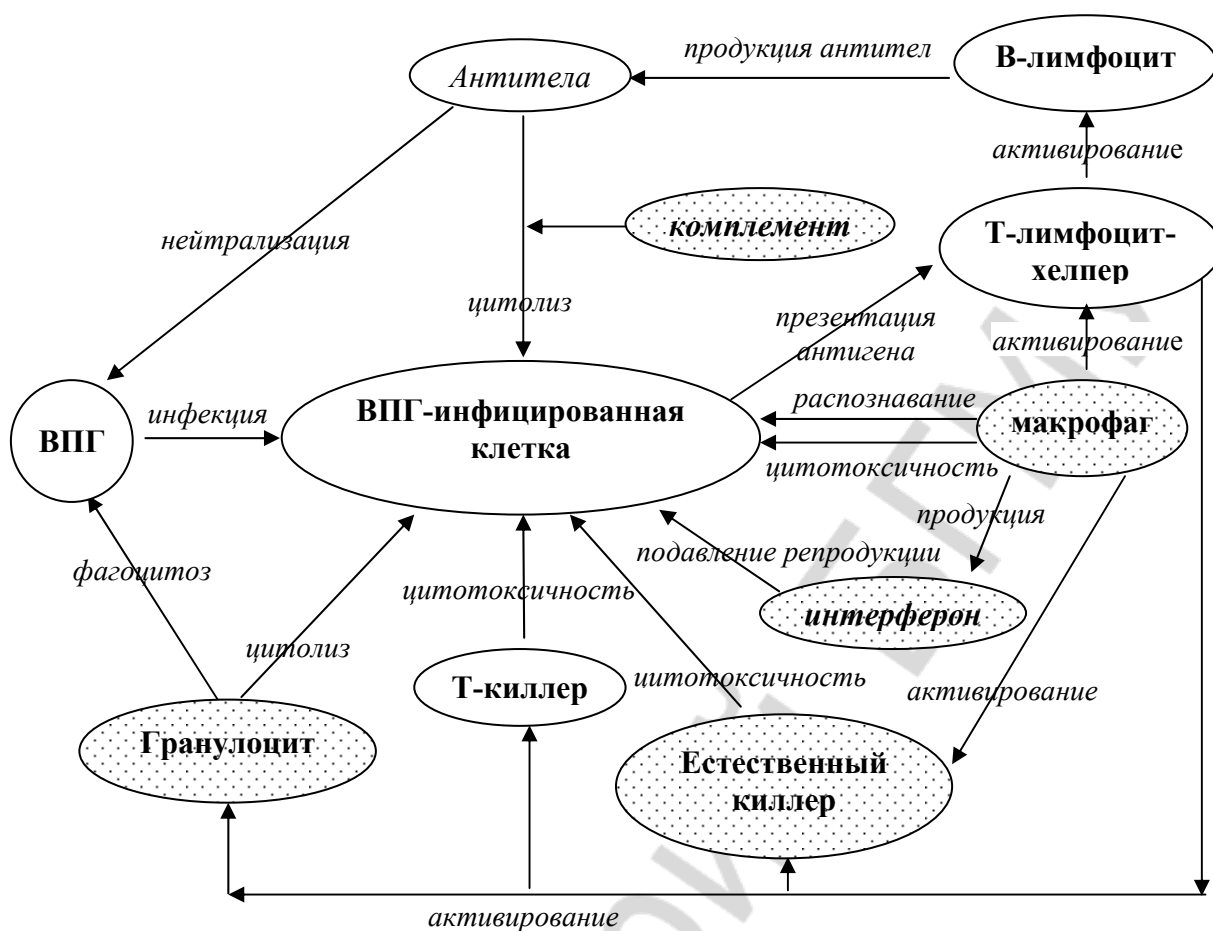 продукция антител
В-лимфоцит
Антитела
активирование
нейтрализация
комплемент
Т-лимфоцит-
хелпер
цитолиз
презентация
антигена
активирование
ВПГ
инфекция
ВПГ-инфицированная
клетка
распознавание
макрофаг
цитотоксичность
продукция
фагоцитоз
цитотоксичность
подавление репродукции
интерферон
цитолиз
Т-киллер
цитотоксичность
активирование
Гранулоцит
Естественный
киллер
активирование